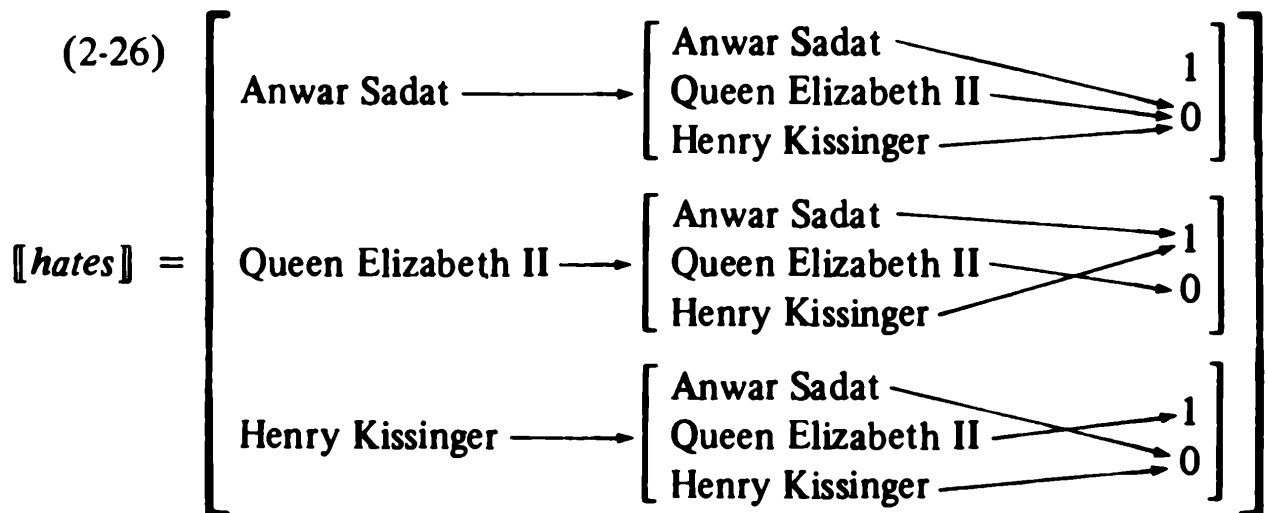 (2-26)
Anwar Sadat
Anwar Sadat
Queen Elizabeth II
Henry Kissinger
1
0
⟦hates⟧ =
Queen Elizabeth II
Anwar Sadat
Queen Elizabeth II
Henry Kissinger
1
0
Henry Kissinger
Anwar Sadat
Queen Elizabeth II
Henry Kissinger
1
0